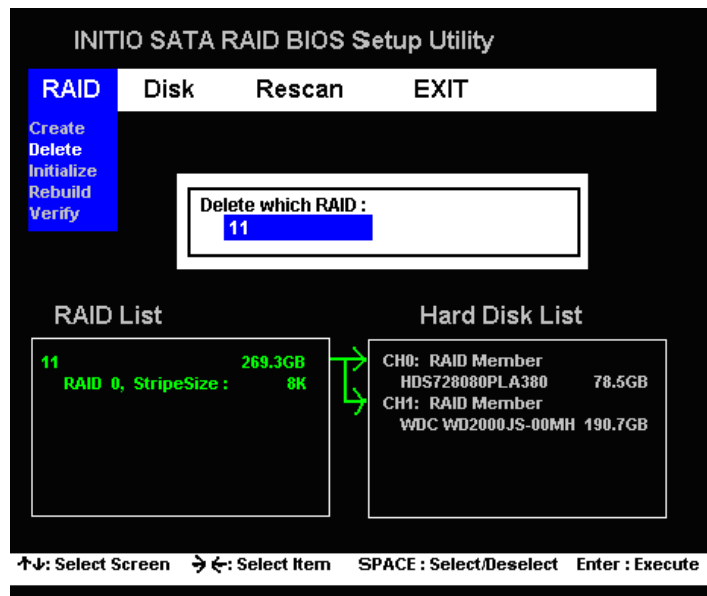 INITIO SATA RAID BIOS Setup Utility
RAID Disk Rescan EXIT
Create
Delete
Initialize
Rebuild
Verify
Delete which RAID :
11
RAID List
11 269.3GB
RAID 0, StripeSize : 8K
Hard Disk List
CH0: RAID Member
HDS728080PLA380 78.5GB
CH1: RAID Member
WDC WD2000JS-00MH 190.7GB
↑↓: Select Screen →←: Select Item SPACE : Select/Deselect Enter : Execute